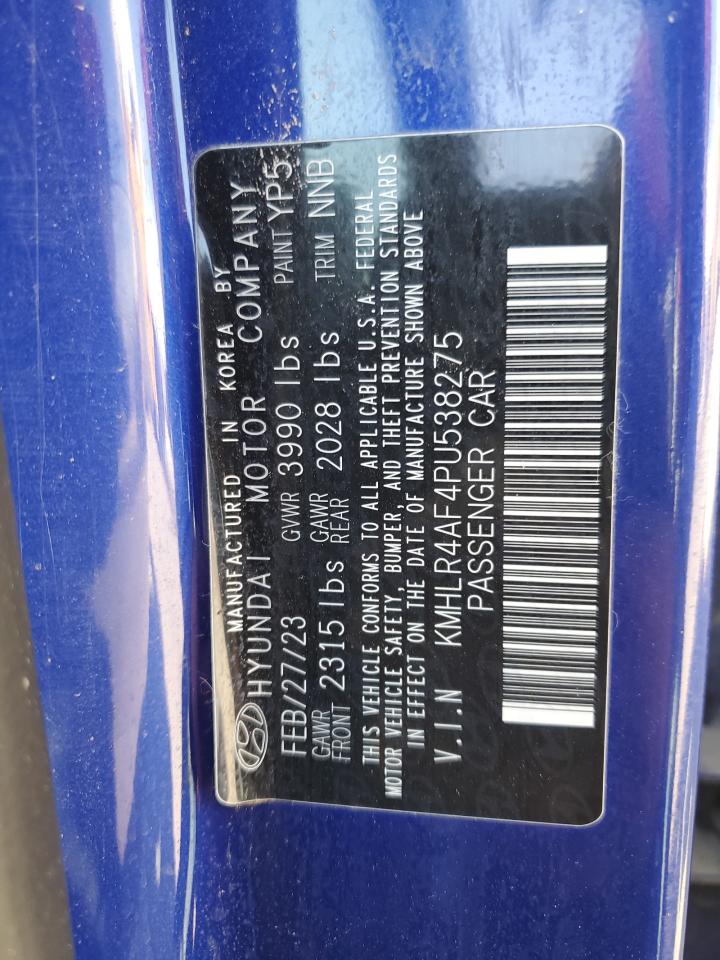 MANUFACTURED IN KOREA BY
HYUNDAI MOTOR COMPANY
FEB/27/23 GVWR 3990 lbs PAINT YP5
GAWR FRONT 2315 lbs GAWR REAR 2028 lbs TRIM NNB
THIS VEHICLE CONFORMS TO ALL APPLICABLE U.S.A. FEDERAL
MOTOR VEHICLE SAFETY, BUMPER, AND THEFT PREVENTION STANDARDS
IN EFFECT ON THE DATE OF MANUFACTURE SHOWN ABOVE
V.I.N KMHLR4AF4PU538275
PASSENGER CAR